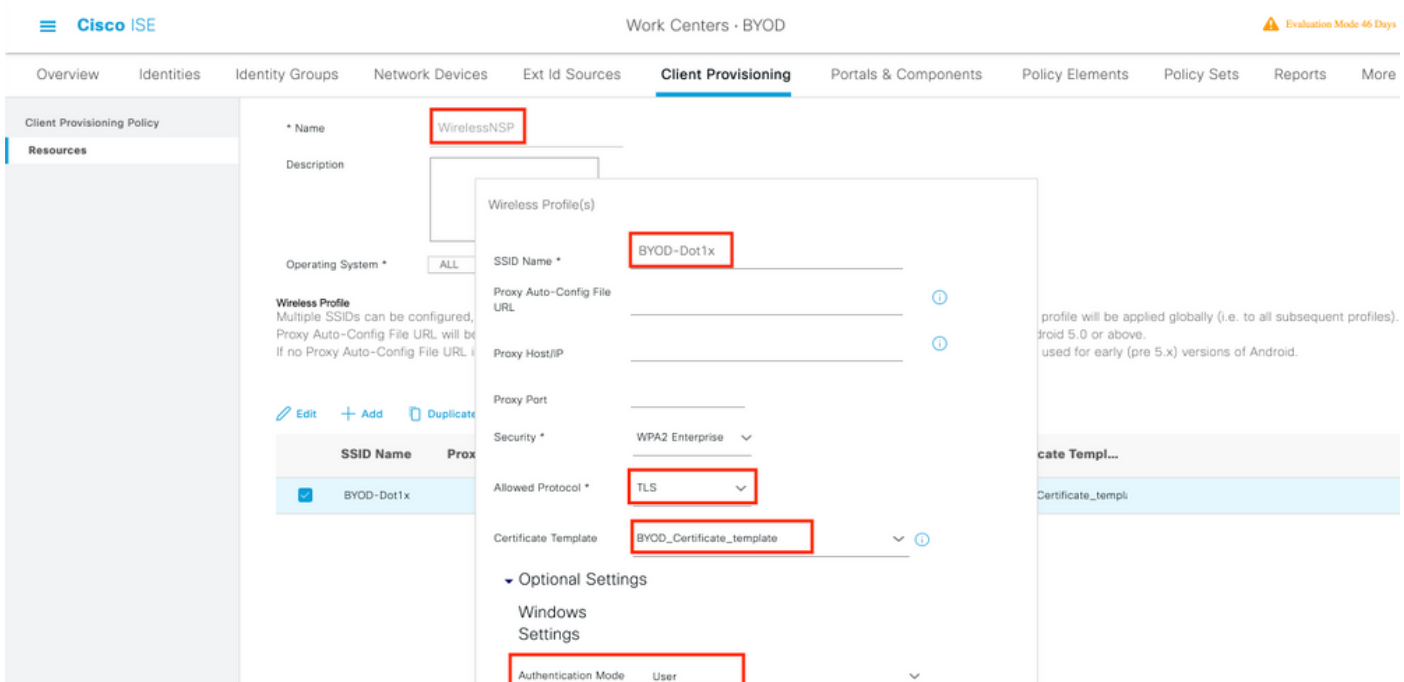 Cisco ISE
Work Centers · BYOD
Evaluation Mode 46 Days
Overview Identities Identity Groups Network Devices Ext Id Sources Client Provisioning Portals & Components Policy Elements Policy Sets Reports More
Client Provisioning Policy
Resources
* Name WirelessNSP
Description
Operating System * ALL
Wireless Profile
Multiple SSIDs can be configured,
Proxy Auto-Config File URL will be
If no Proxy Auto-Config File URL i
profile will be applied globally (i.e. to all subsequent profiles).
droid 5.0 or above.
used for early (pre 5.x) versions of Android.
Edit Add Duplicate
SSID Name Prox cate Templ...
BYOD-Dot1x Certificate_templa
Wireless Profile(s)
SSID Name * BYOD-Dot1x
Proxy Auto-Config File
URL
Proxy Host/IP
Proxy Port
Security * WPA2 Enterprise
Allowed Protocol * TLS
Certificate Template BYOD_Certificate_template
Optional Settings
Windows
Settings
Authentication Mode User